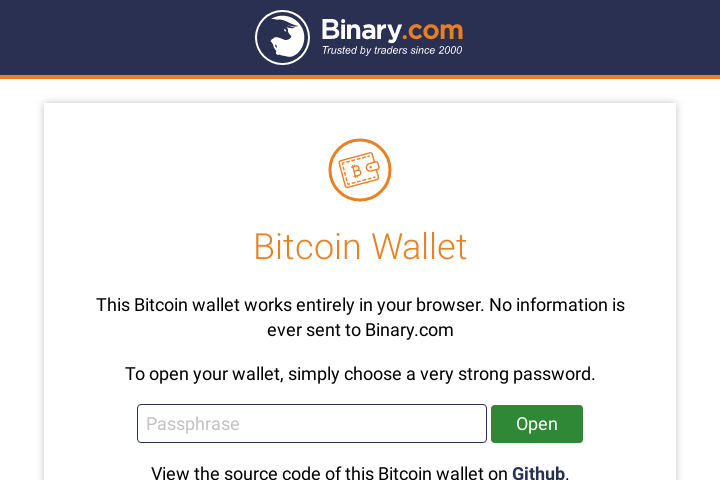 Binary.com
Trusted by traders since 2000
Bitcoin Wallet
This Bitcoin wallet works entirely in your browser. No information is
ever sent to Binary.com
To open your wallet, simply choose a very strong password.
Passphrase
Open
View the source code of this Bitcoin wallet on Github.